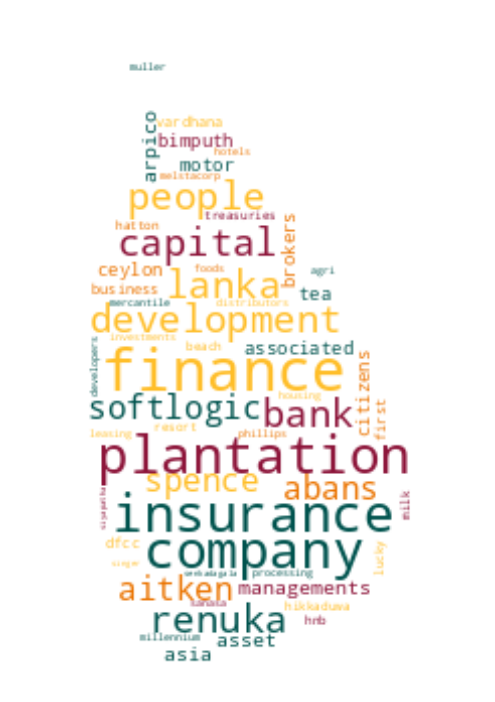 muller
arpico
vardhana
bimputh
hotels
motor
melstacorp
people
treasuries
hatton
capital
brokers
ceylon
foods
agri
business
lanka
tea
mercantile
distributors
development
investments
developers
beach
associated
finance
citizens
housing
softlogic
bank
first
leasing
resort
phillips
plantation
spence
abans
siyapatha
milk
insurance
dfcc
company
lucky
singer
senkadagala
processing
aitken
managements
sanasa
hikkaduwa
renuka
hnb
millennium
asset
asia